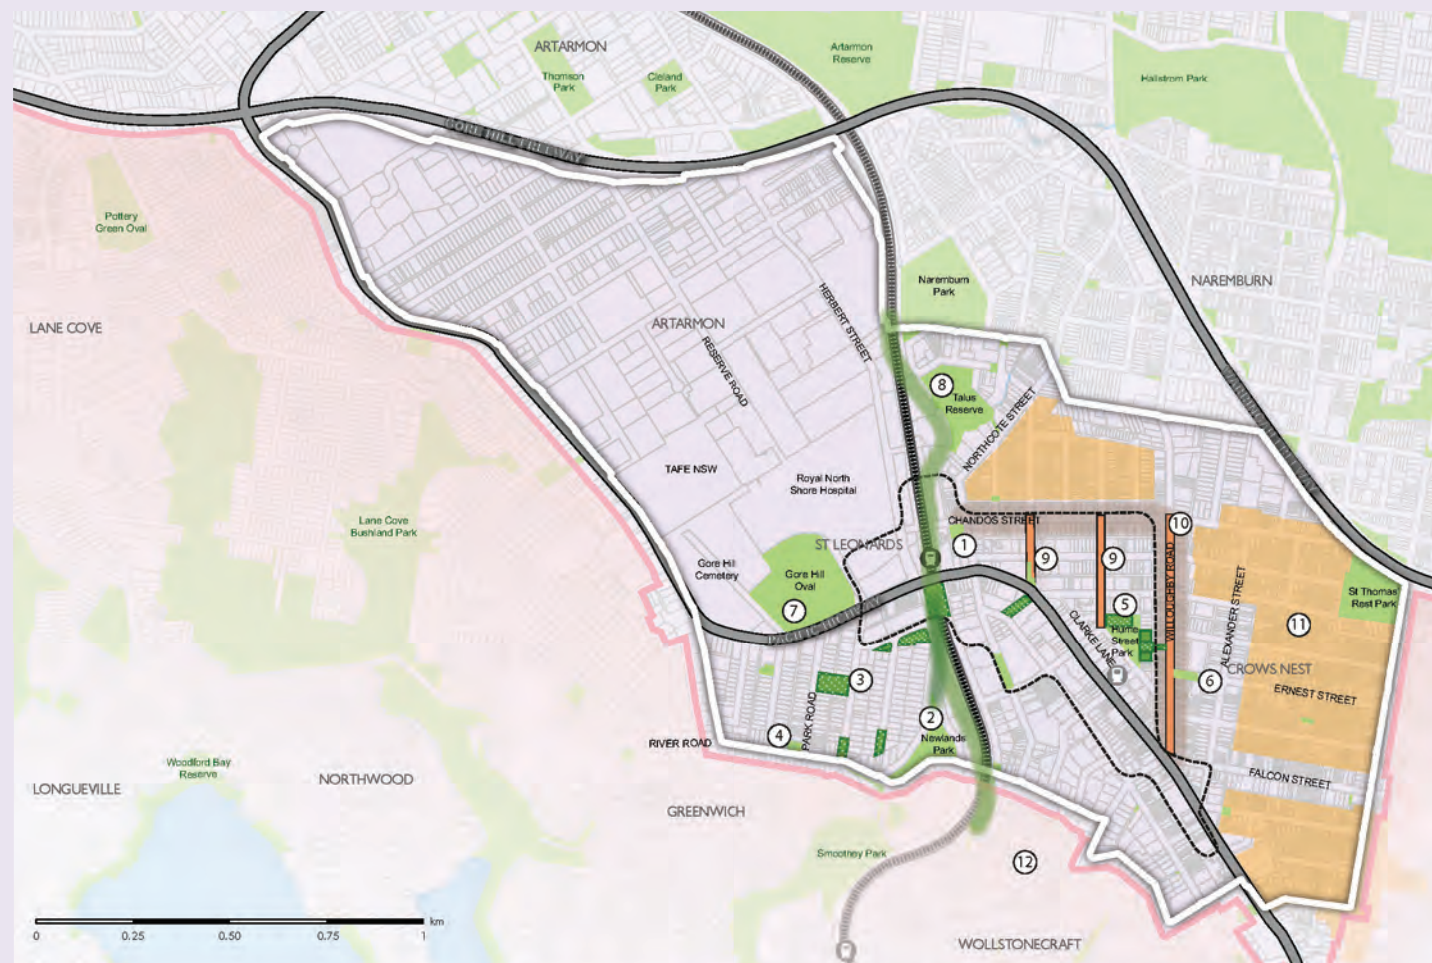 ARTARMON
Artarmon
Reserve
Thomson
Park
Cleland
Park
Hallstrom Park
GORE HILL FREEWAY
Pottery
Green Oval
NAREMBURN
Naremburn
Park
LANE COVE
ARTARMON
HERBERT STREET
RESERVE ROAD
8
Talus
Reserve
NORTHCOTE STREET
TAFE NSW
Royal North
Shore Hospital
Lane Cove
Bushland Park
CHANDOS STREET
ST LEONARDS
1
9
9
10
WILLOUGHBY ROAD
Gore Hill
Cemetery
Gore Hill
Oval
7
PACIFIC HIGHWAY
ALEXANDER STREET
St Thomas
Rest Park
5
Hume
Street
Park
CLARKE LANE
11
CROWS NEST
6
ERNEST STREET
3
PARK ROAD
2
Newlands
Park
4
RIVER ROAD
FALCON STREET
Woodford Bay
Reserve
NORTHWOOD
LONGUEVILLE
GREENWICH
Smoothey Park
12
WOLLSTONECRAFT
km
0
0.25
0.50
0.75
1